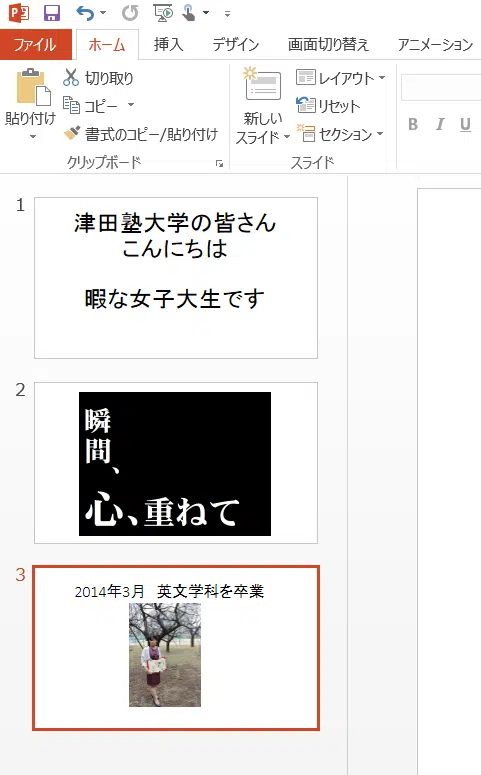 ファイル ホーム 挿入 デザイン 画面切り替え アニメーション
貼り付け
切り取り
コピー
書式のコピー/貼り付け
クリップボード
新しい
スライド
レイアウト
リセット
セクション
スライド
B I U
1
津田塾大学の皆さん
こんにちは
暇な女子大生です
2
瞬間、
心、重ねて
3
2014年3月 英文学科を卒業